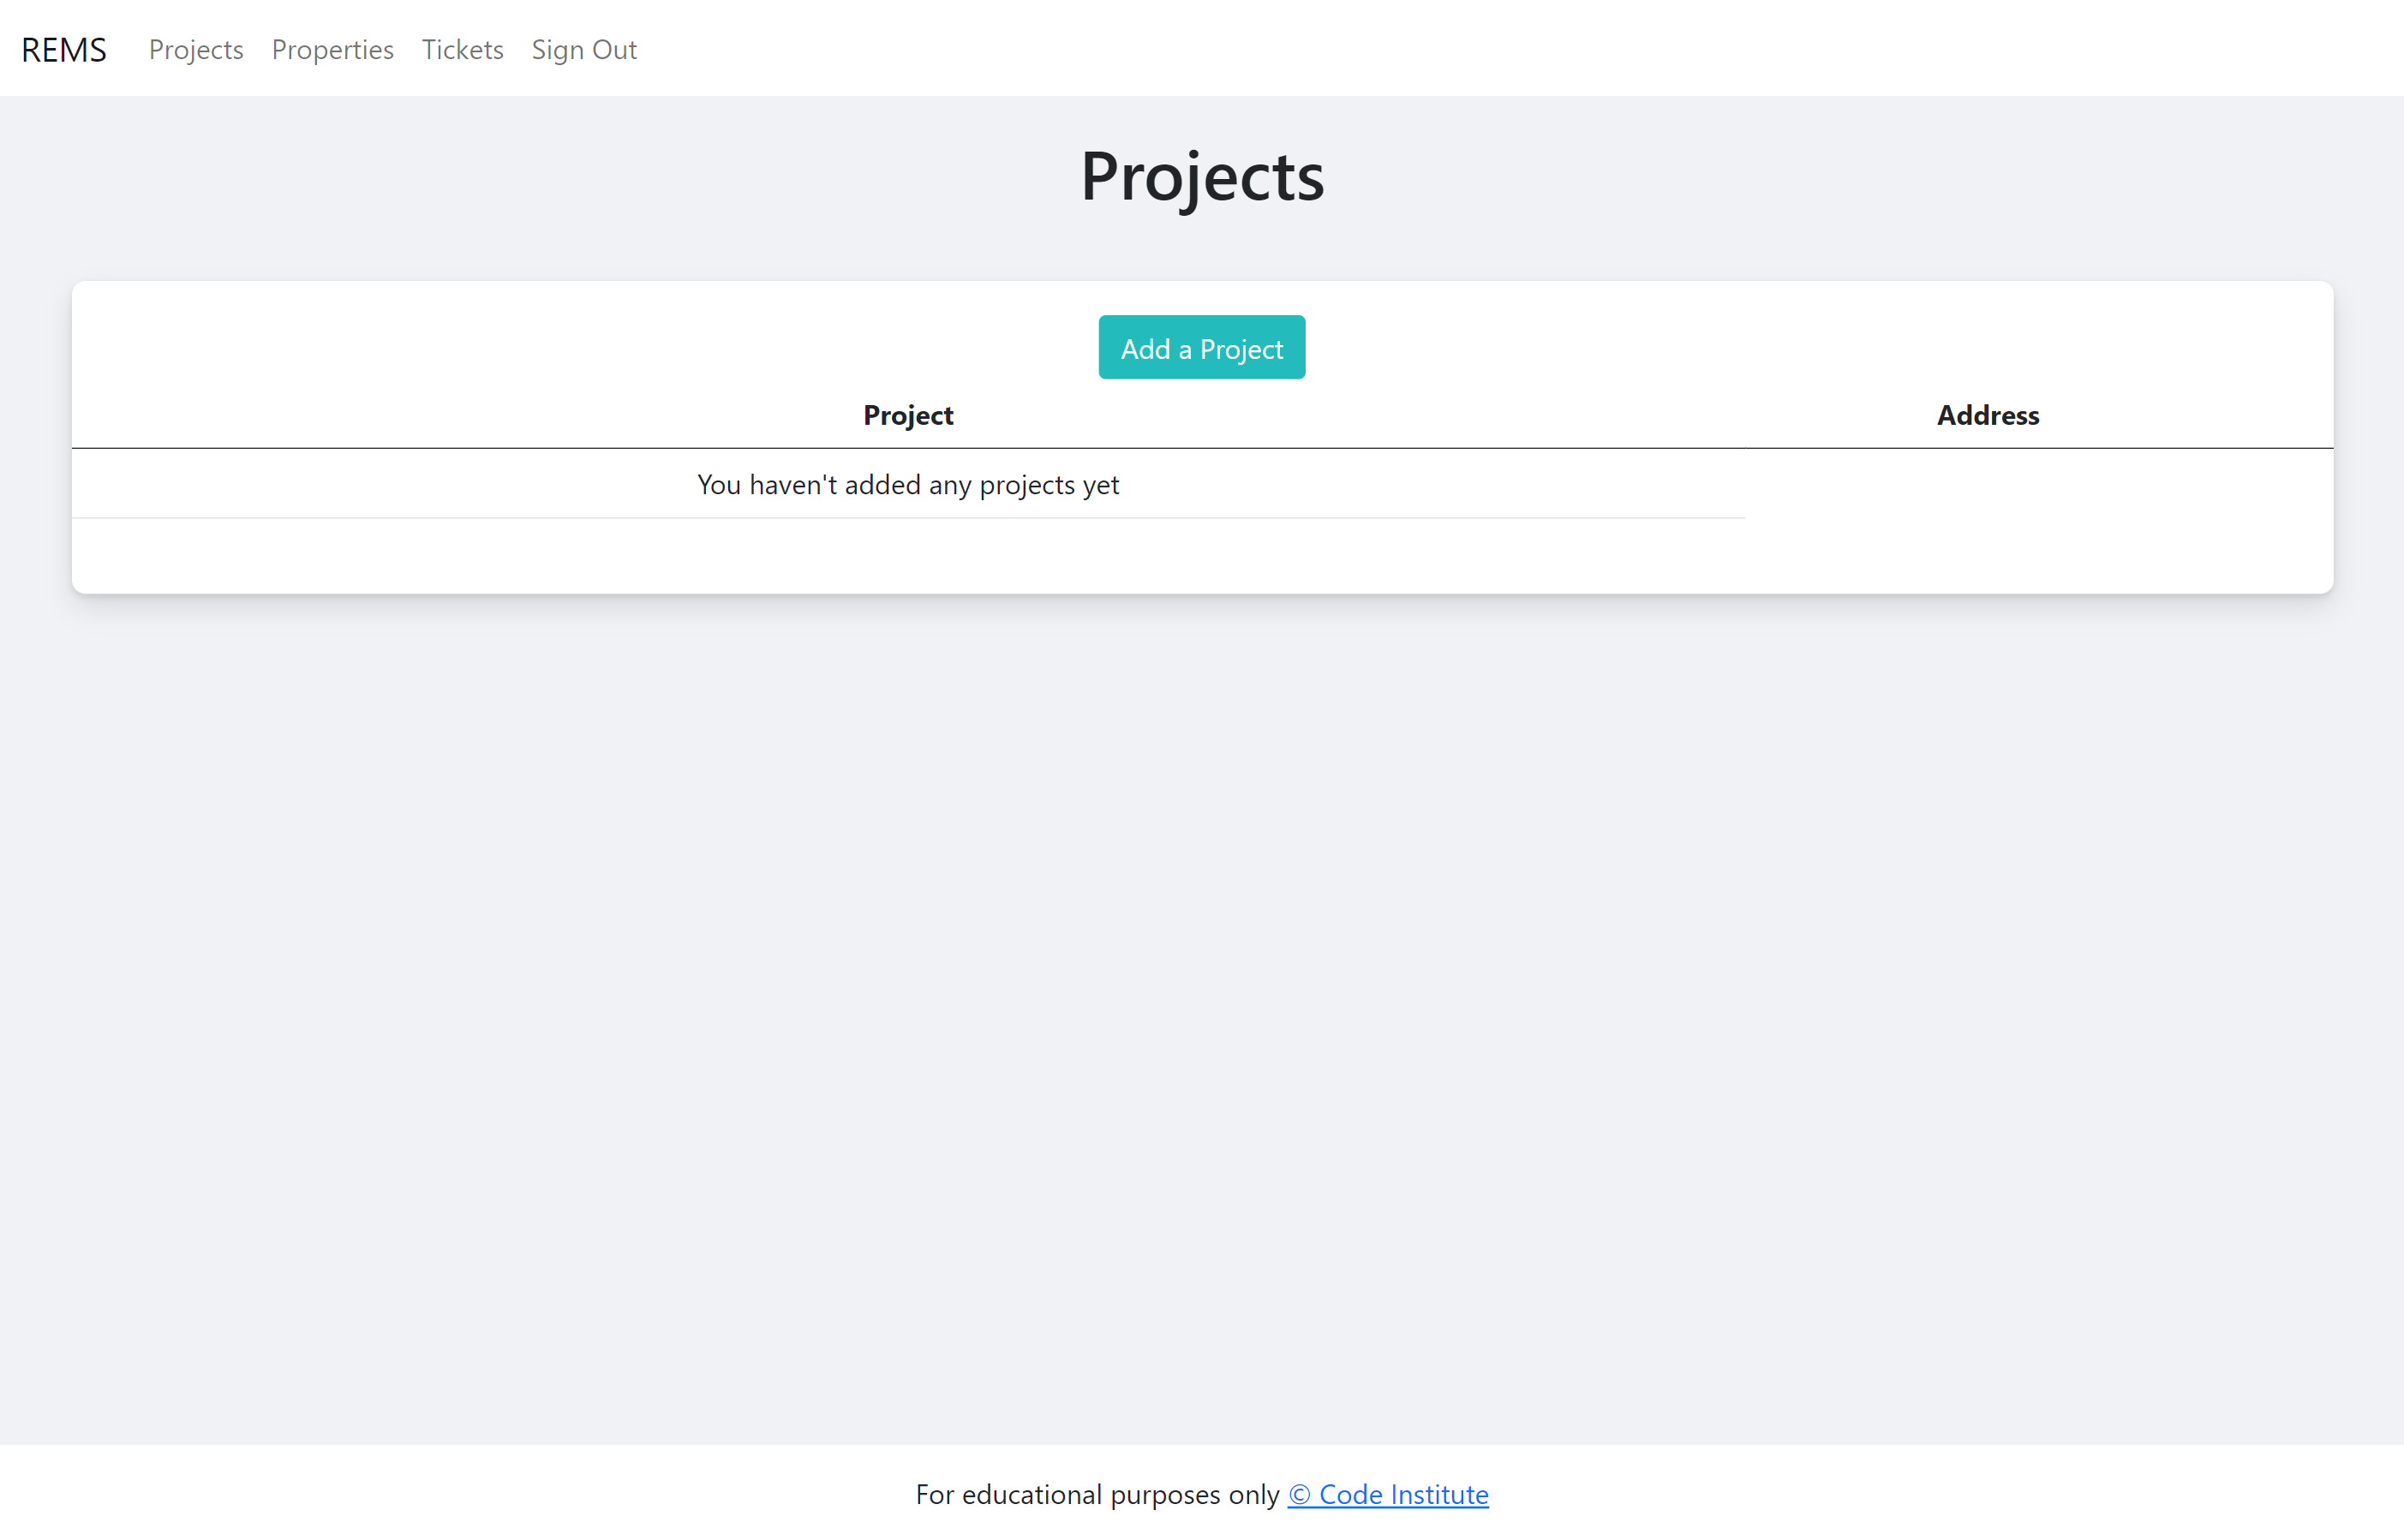 REMS Projects Properties Tickets Sign Out
Projects
Add a Project
Project Address
You haven't added any projects yet
For educational purposes only © Code Institute